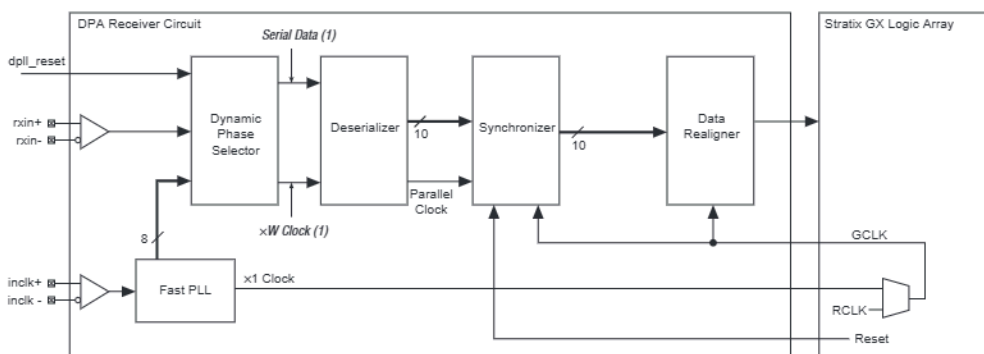 DPA Receiver Circuit
Stratix GX Logic Array
Serial Data (1)
dpll_reset
rxin+
rxin-
Dynamic
Phase
Selector
Deserializer
10
Synchronizer
10
Data
Realigner
Parallel
Clock
×W Clock (1)
8
GCLK
inclk+
inclk -
Fast PLL
×1 Clock
RCLK
Reset